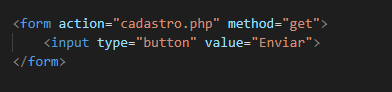 <form action="cadastro.php" method="get">
    <input type="button" value="Enviar">
</form>